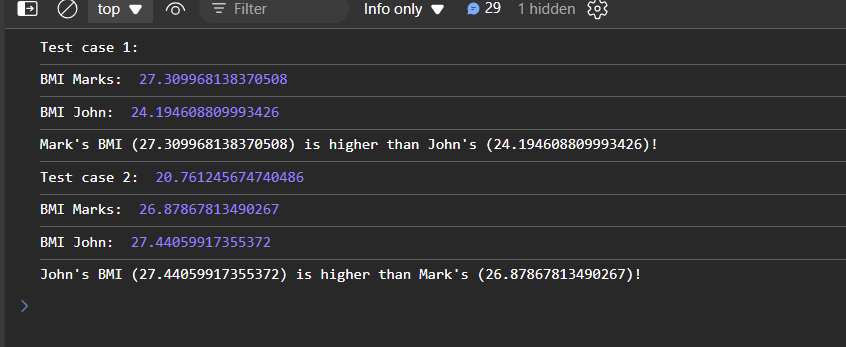 top Filter Info only 29 1 hidden
Test case 1:
BMI Marks: 27.309968138370508
BMI John: 24.194608809993426
Mark's BMI (27.309968138370508) is higher than John's (24.194608809993426)!
Test case 2: 20.761245674740486
BMI Marks: 26.87867813490267
BMI John: 27.44059917355372
John's BMI (27.44059917355372) is higher than Mark's (26.87867813490267)!